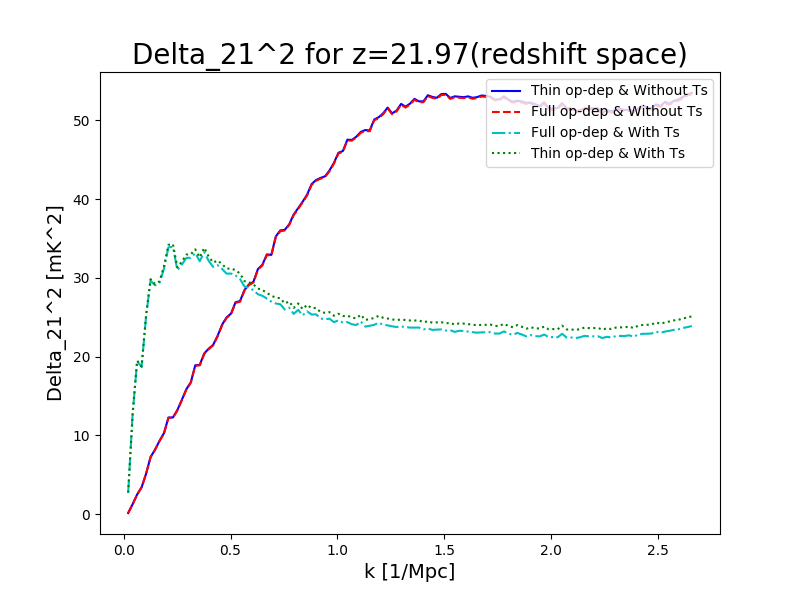 Delta_21^2 for z=21.97(redshift space)
Thin op-dep & Without Ts
Full op-dep & Without Ts
Full op-dep & With Ts
Thin op-dep & With Ts
Delta_21^2 [mK^2]
50
40
30
20
10
0
0.0 0.5 1.0 1.5 2.0 2.5
k [1/Mpc]